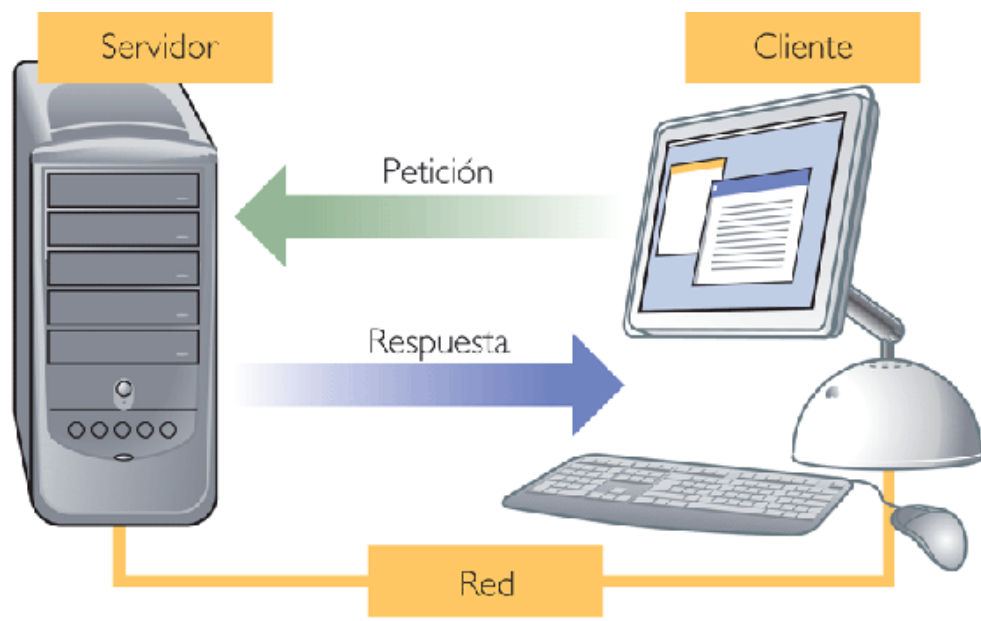 Servidor
Cliente
Petición
Respuesta
Red